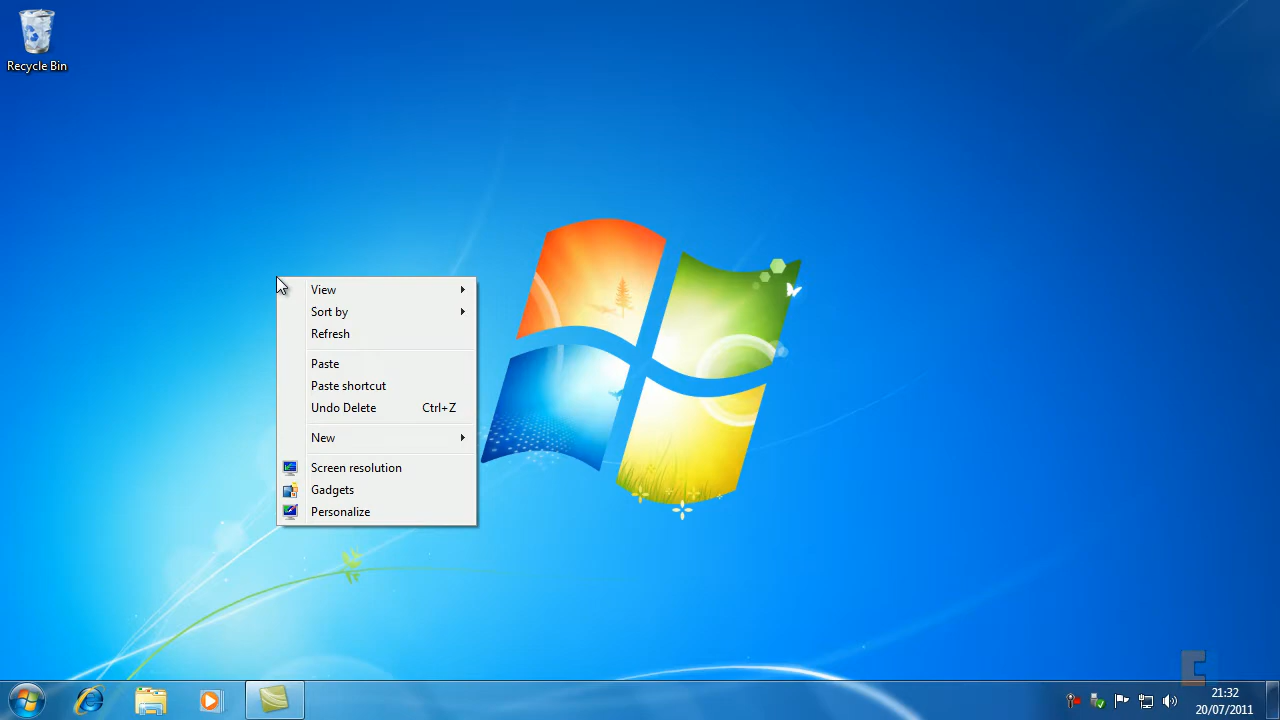 Recycle Bin
View
Sort by
Refresh
Paste
Paste shortcut
Undo Delete Ctrl+Z
New
Screen resolution
Gadgets
Personalize
21:32
20/07/2011